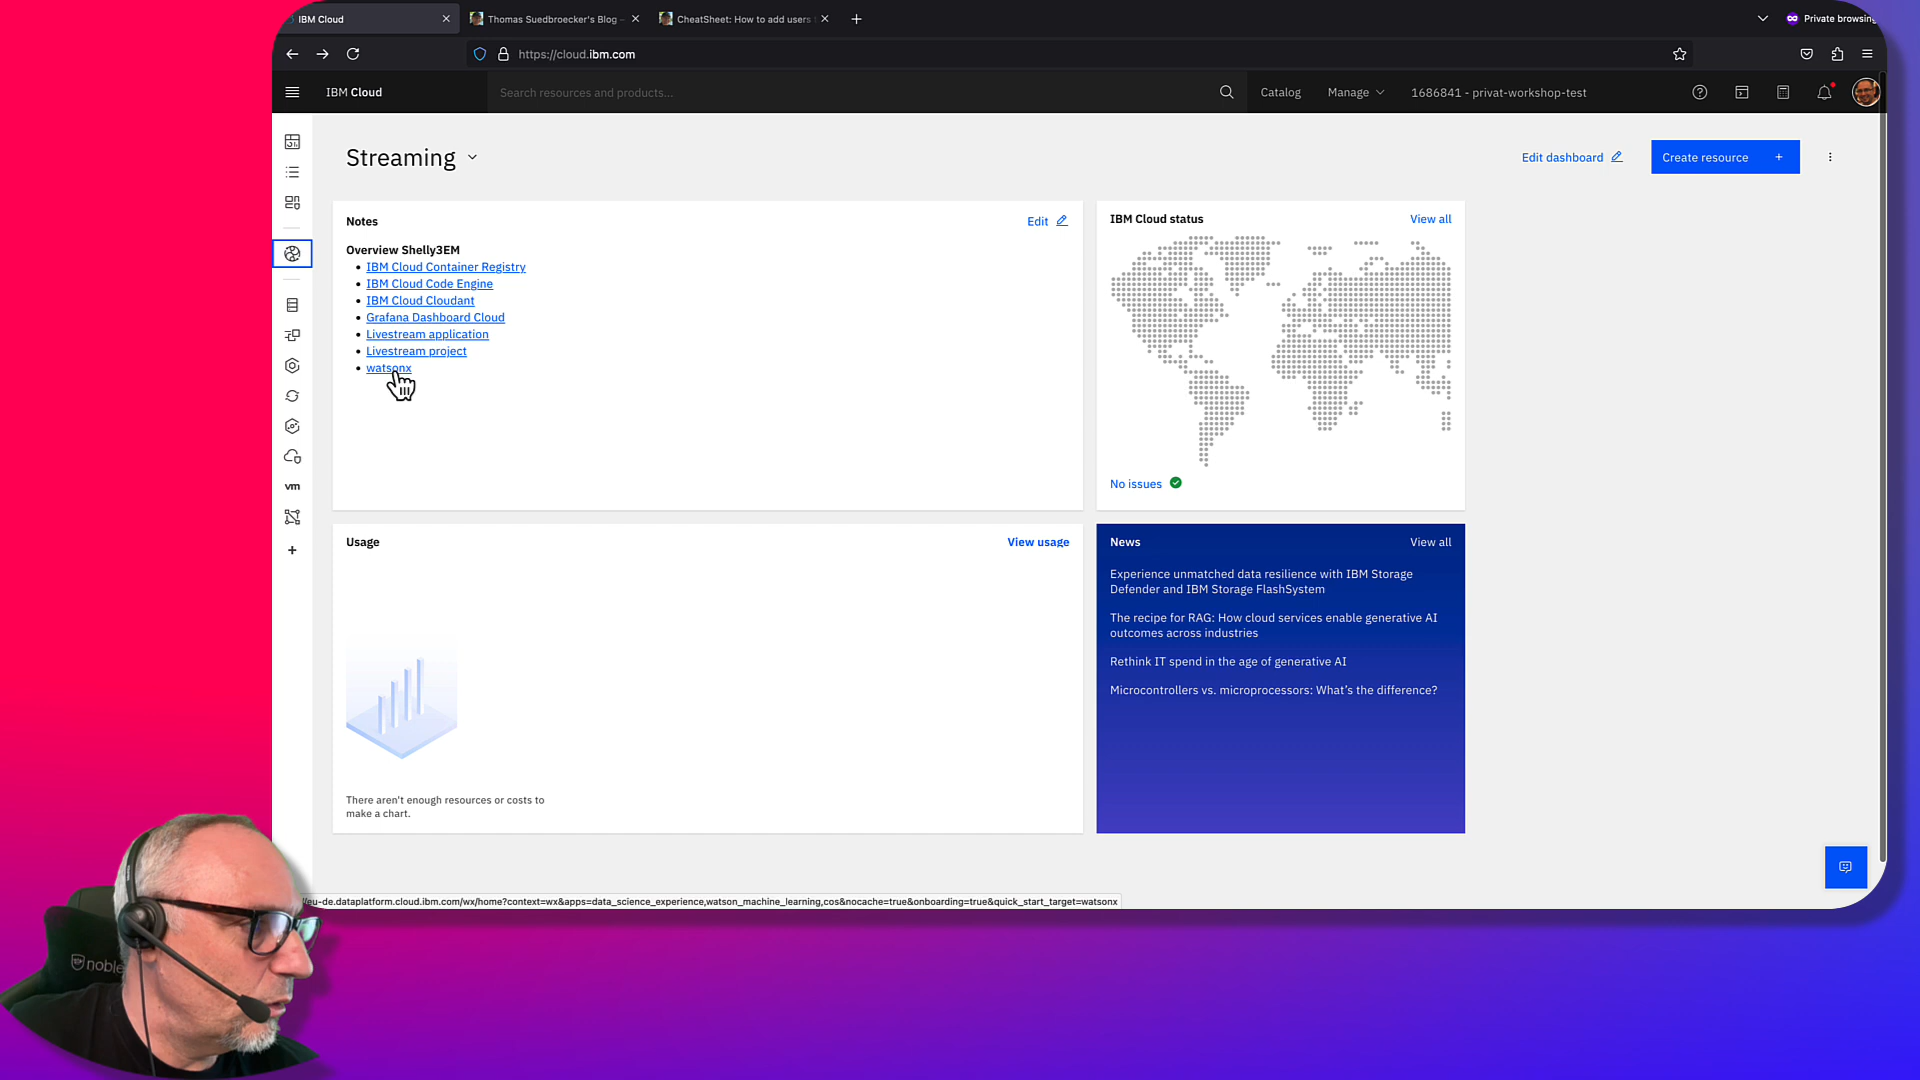 IBM Cloud
Thomas Suedbroecker's Blog –
CheatSheet: How to add users
Private browsing
https://cloud.ibm.com
IBM Cloud
Search resources and products...
Catalog
Manage
1686841 - privat-workshop-test
Streaming
Edit dashboard
Create resource +
Notes
Edit
Overview Shelly3EM
IBM Cloud Container Registry
IBM Cloud Code Engine
IBM Cloud Cloudant
Grafana Dashboard Cloud
Livestream application
Livestream project
watsonx
IBM Cloud status
View all
No issues
vm
Usage
View usage
There aren't enough resources or costs to
make a chart.
News
View all
Experience unmatched data resilience with IBM Storage
Defender and IBM Storage FlashSystem
The recipe for RAG: How cloud services enable generative AI
outcomes across industries
Rethink IT spend in the age of generative AI
Microcontrollers vs. microprocessors: What's the difference?
/eu-de.dataplatform.cloud.ibm.com/wx/home?context=wx&apps=data_science_experience,watson_machine_learning,cos&nocache=true&onboarding=true&quick_start_target=watsonx
noble